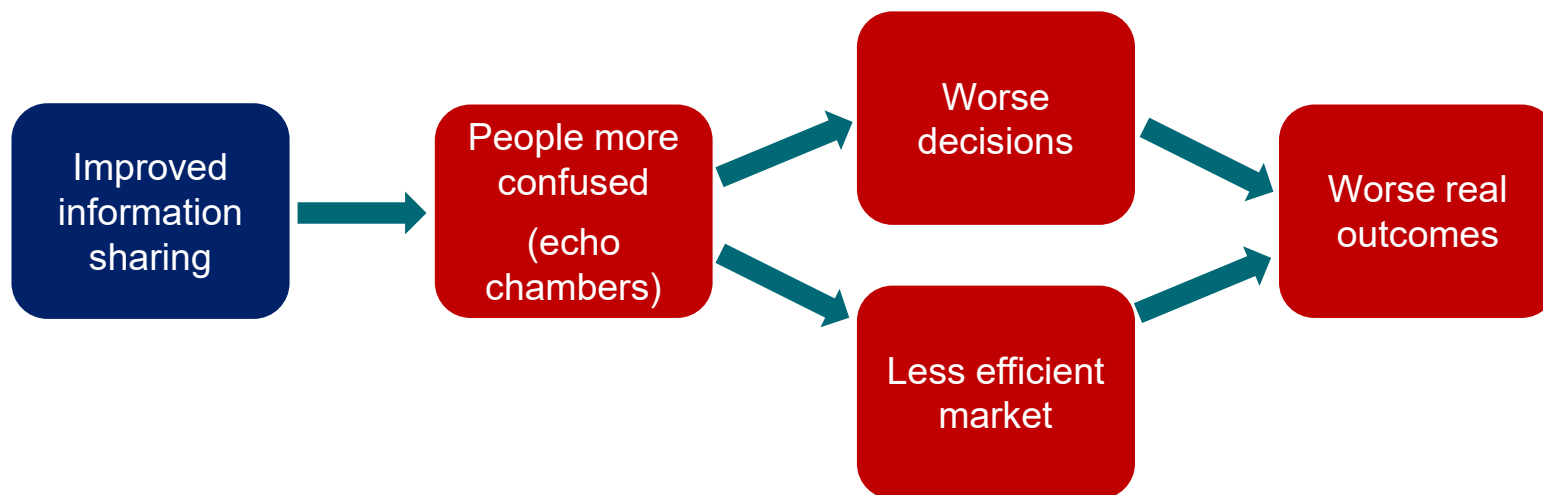 Improved
information
sharing
People more
confused
(echo
chambers)
Worse
decisions
Less efficient
market
Worse real
outcomes